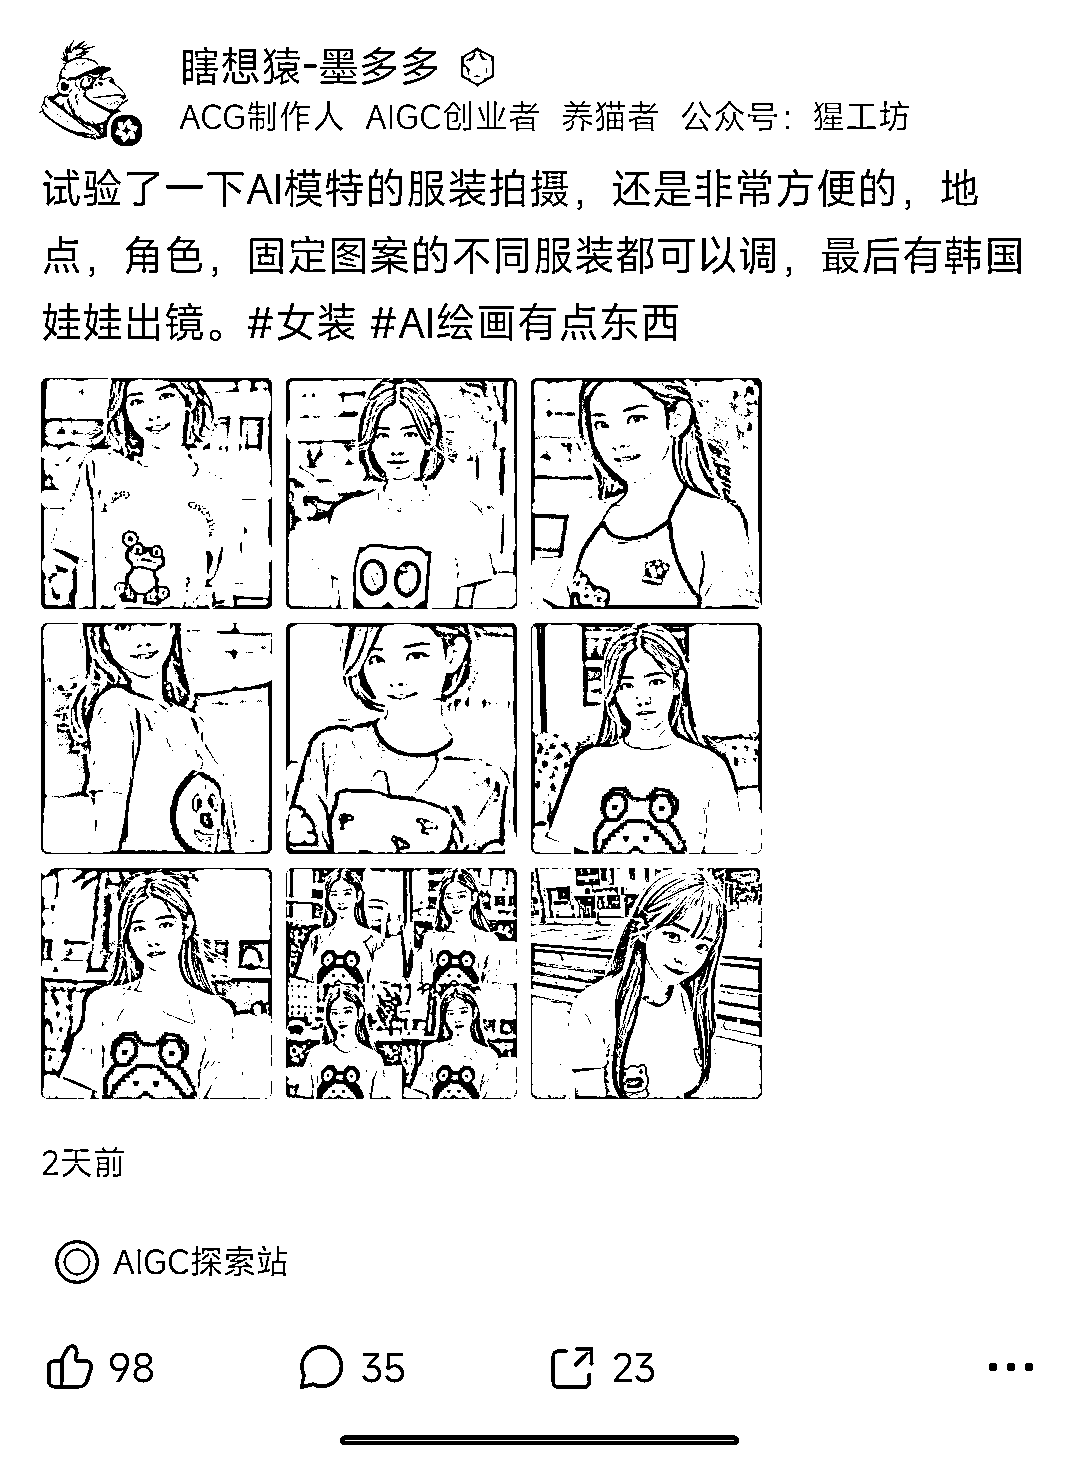 瞎想猿-墨多多
ACG制作人 AIGC创业者 养猫者 公众号：猩工坊
试验了一下AI模特的服装拍摄，还是非常方便的，地
点，角色，固定图案的不同服装都可以调，最后有韩国
娃娃出镜。#女装 #AI绘画有点东西
2天前
AIGC探索站
98 35 23